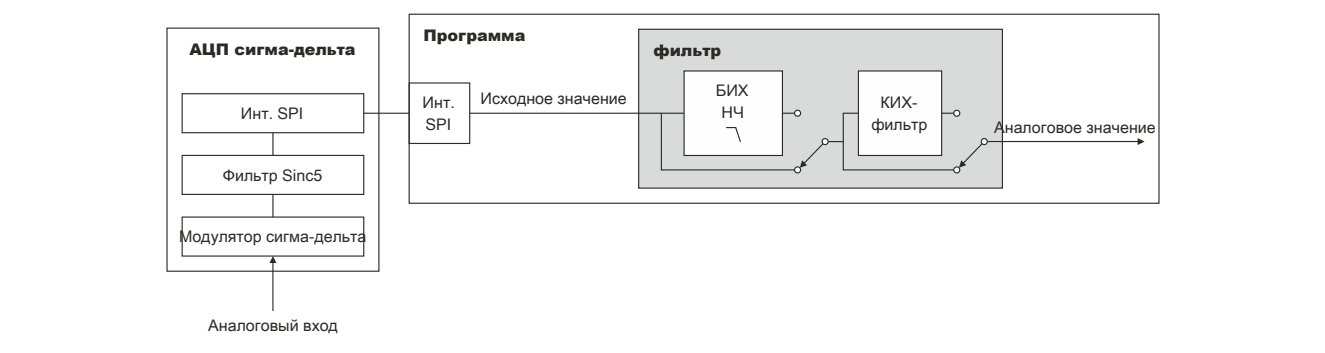 АЦП сигма-дельта
Инт. SPI
Фильтр Sinc5
Модулятор сигма-дельта
Аналоговый вход
Программа
Инт.
SPI
Исходное значение
фильтр
БИХ
НЧ
КИХ-
фильтр
Аналоговое значение